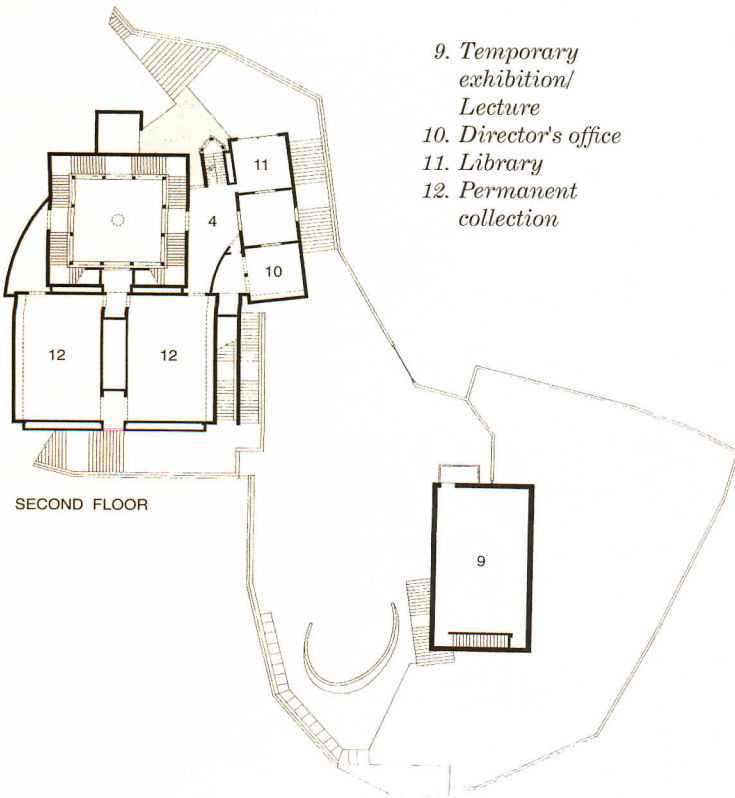 9. Temporary
exhibition/
Lecture
10. Director's office
11. Library
12. Permanent
collection
11
4
10
12
12
SECOND FLOOR
9